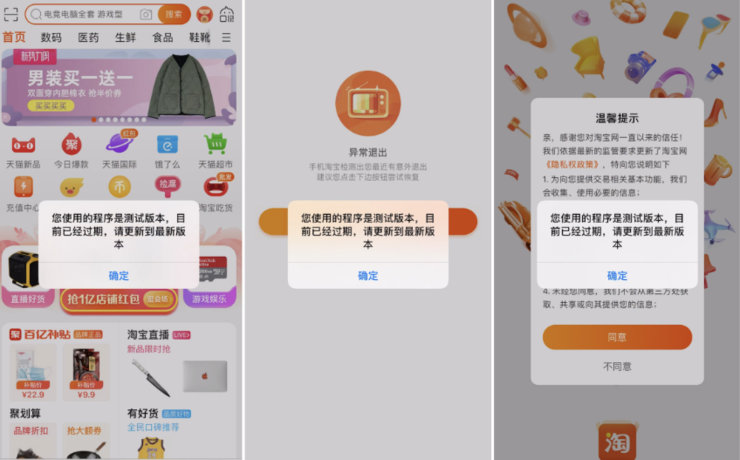 电竞电脑全套 游戏型
搜索
首页 数码 医药 生鲜 食品 鞋靴
男装买一送一
双面穿内胆棉衣 抢半价券
买买买买
红包
天猫新品 今日爆款 天猫国际 饿了么 天猫超市
捡漏
批发
充值中心
淘宝吃货
您使用的程序是测试版本，目
前已经过期，请更新到最新版
本
确定
直播好货
抢1亿店铺红包
游戏娱乐
聚 百亿补贴 品牌正品
淘宝直播 LIVE
新品限时抢
补贴价
¥22.9
补贴价
¥9.9
聚划算
有好货 品质好物
品牌折扣 抢大额券
全民口碑推荐
异常退出
手机淘宝检测出您最近有意外退出
建议您点击下边按钮尝试恢复
您使用的程序是测试版本，目
前已经过期，请更新到最新版
本
确定
温馨提示
亲，感谢您对淘宝网一直以来的信任！
我们依据最新的监管要求更新了淘宝网
《隐私权政策》，特向您说明如下
1. 为向您提供交易相关基本功能，我们
会收集、使用必要的信息；
您使用的程序是测试版本，目
前已经过期，请更新到最新版
本
确定
4. 未经您同意，我们不会从第三方处获
取、共享或向其提供您的信息；
同意
不同意
淘